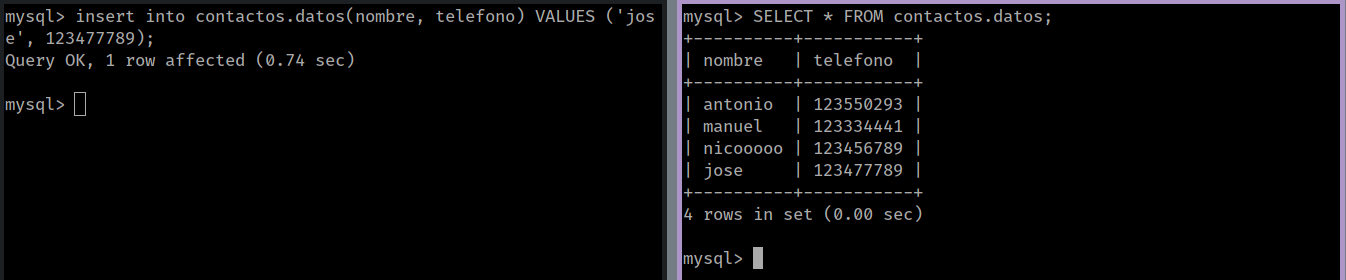 mysql> insert into contactos.datos(nombre, telefono) VALUES ('jos
e', 123477789);
Query OK, 1 row affected (0.74 sec)
mysql>
mysql> SELECT * FROM contactos.datos;
+----------+-----------+
| nombre   | telefono  |
+----------+-----------+
| antonio  | 123550293 |
| manuel   | 123334441 |
| nicooooo | 123456789 |
| jose     | 123477789 |
+----------+-----------+
4 rows in set (0.00 sec)
mysql>